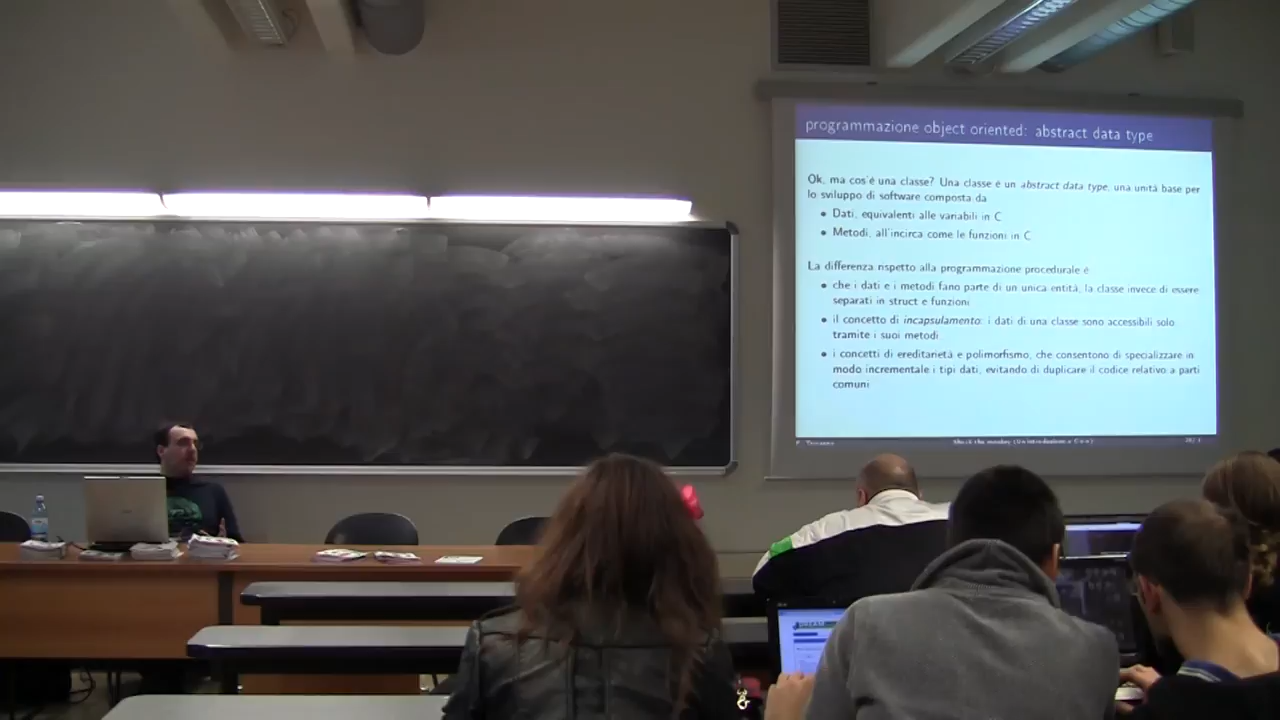 programmazione object oriented: abstract data type
Ok, ma cos'è una classe? Una classe è un abstract data type, una unità base per
lo sviluppo di software composta da
• Dati, equivalenti alle variabili in C
• Metodi, all'incirca come le funzioni in C
La differenza rispetto alla programmazione procedurale è
• che i dati e i metodi fano parte di un unica entità, la classe invece di essere
separati in struct e funzioni
• il concetto di incapsulamento: i dati di una classe sono accessibili solo
tramite i suoi metodi
• i concetti di ereditarietà e polimorfismo, che consentono di specializzare in
modo incrementale i tipi dati, evitando di duplicare il codice relativo a parti
comuni